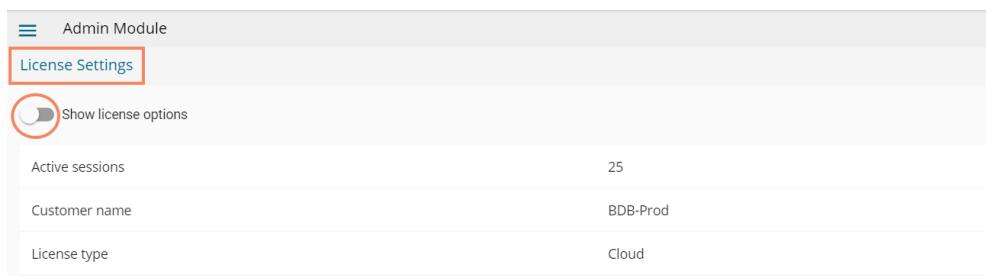 Admin Module
License Settings
Show license options
Active sessions 25
Customer name BDB-Prod
License type Cloud